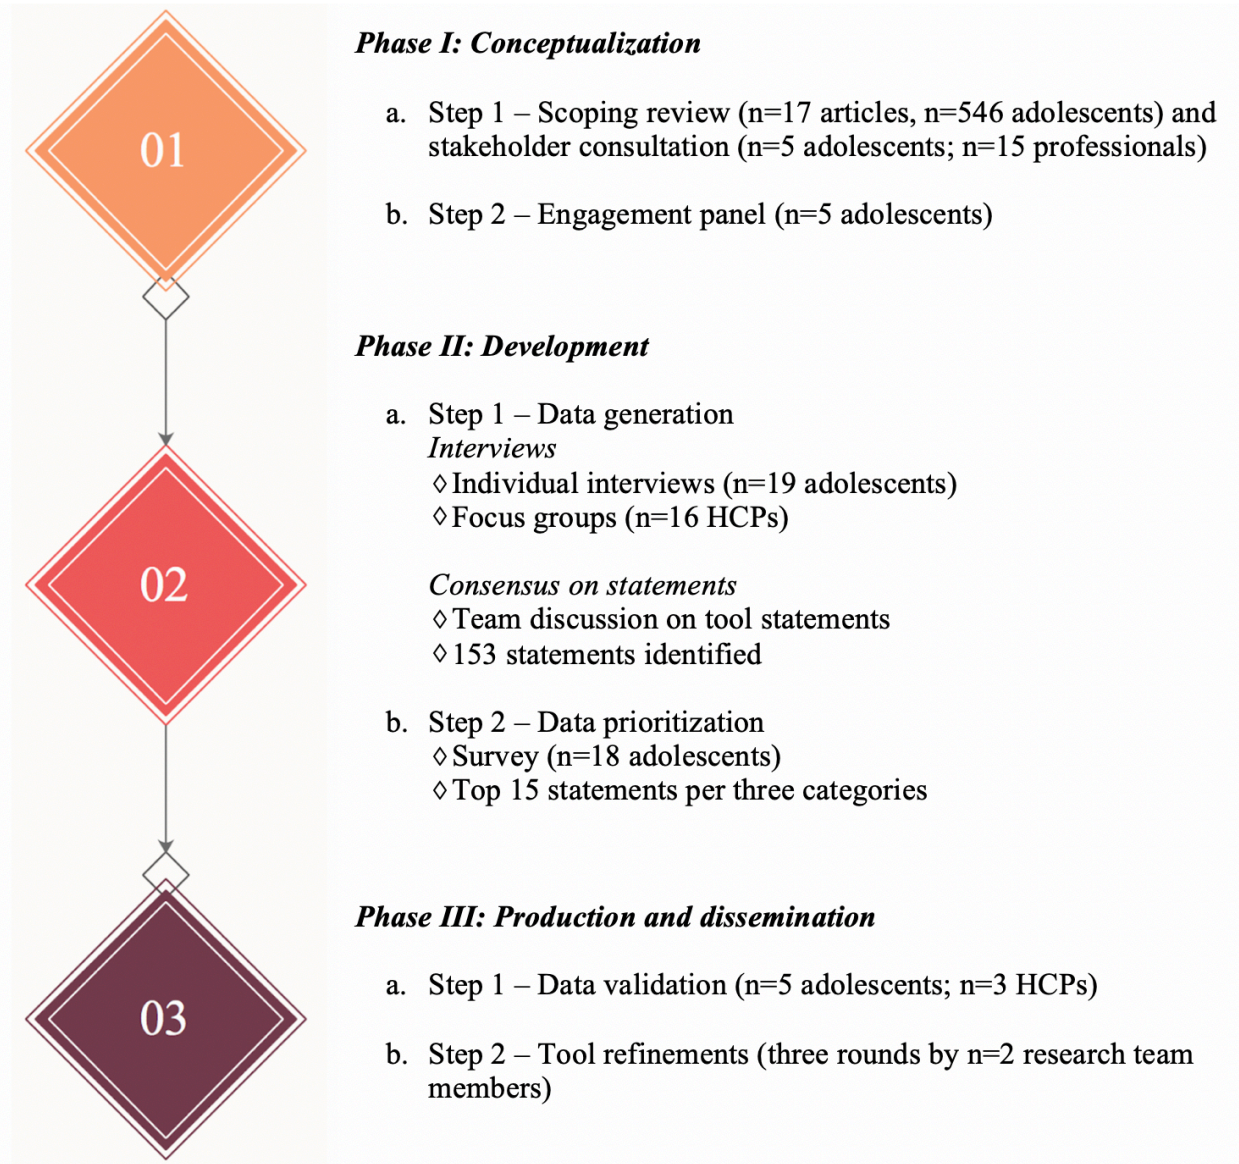 01
Phase I: Conceptualization
a. Step 1 – Scoping review (n=17 articles, n=546 adolescents) and
stakeholder consultation (n=5 adolescents; n=15 professionals)
b. Step 2 – Engagement panel (n=5 adolescents)
02
Phase II: Development
a. Step 1 – Data generation
Interviews
◊ Individual interviews (n=19 adolescents)
◊ Focus groups (n=16 HCPs)
Consensus on statements
◊ Team discussion on tool statements
◊ 153 statements identified
b. Step 2 – Data prioritization
◊ Survey (n=18 adolescents)
◊ Top 15 statements per three categories
03
Phase III: Production and dissemination
a. Step 1 – Data validation (n=5 adolescents; n=3 HCPs)
b. Step 2 – Tool refinements (three rounds by n=2 research team
members)